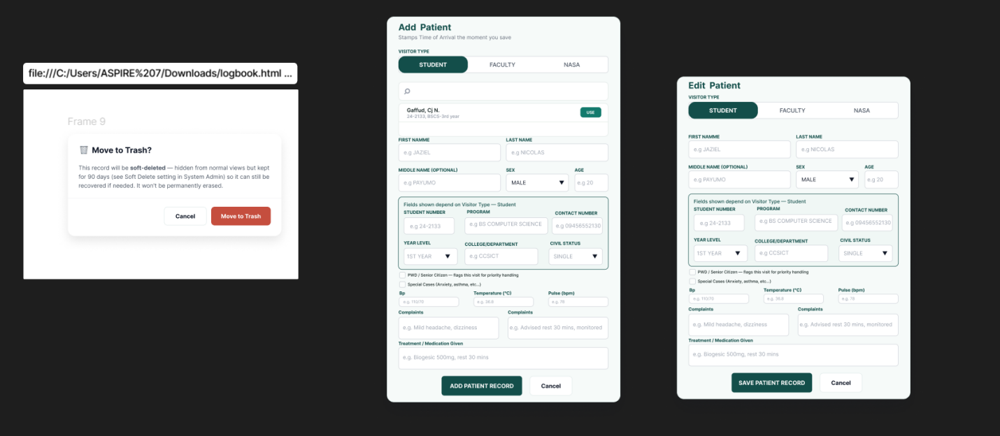 file:///C:/Users/ASPIRE%207/Downloads/logbook.html ...
Frame 9
Move to Trash?
This record will be soft-deleted — hidden from normal views but kept
for 90 days (see Soft Delete setting in System Admin) so it can still be
recovered if needed. It won't be permanently erased.
Cancel Move to Trash
Add Patient
Stamps Time of Arrival the moment you save
VISITOR TYPE
STUDENT FACULTY NASA
Gaffud, Cj N.
24-2133, BSCS-3rd year
USE
FIRST NAMME LAST NAME
e.g JAZIEL e.g NICOLAS
MIDDLE NAME (OPTIONAL) SEX AGE
e.g PAYUMO MALE e.g 20
Fields shown depend on Visitor Type — Student
STUDENT NUMBER PROGRAM CONTACT NUMBER
e.g 24-2133 e.g BS COMPUTER SCIENCE e.g 09456552130
YEAR LEVEL COLLEGE/DEPARTMENT CIVIL STATUS
1ST YEAR e.g CCSICT SINGLE
PWD / Senior Citizen — flags this visit for priority handling
Special Cases (Anxiety, asthma, etc...)
Bp Temperature (°C) Pulse (bpm)
e.g. 110/70 e.g. 36.8 e.g. 78
Complaints Complaints
e.g. Mild headache, dizziness e.g. Advised rest 30 mins, monitored
Treatment / Medication Given
e.g. Biogesic 500mg, rest 30 mins
ADD PATIENT RECORD Cancel
Edit Patient
VISITOR TYPE
STUDENT FACULTY NASA
FIRST NAMME LAST NAME
e.g JAZIEL e.g NICOLAS
MIDDLE NAME (OPTIONAL) SEX AGE
e.g PAYUMO MALE e.g 20
Fields shown depend on Visitor Type — Student
STUDENT NUMBER PROGRAM CONTACT NUMBER
e.g 24-2133 e.g BS COMPUTER SCIENCE e.g 09456552130
YEAR LEVEL COLLEGE/DEPARTMENT CIVIL STATUS
1ST YEAR e.g CCSICT SINGLE
PWD / Senior Citizen — flags this visit for priority handling
Special Cases (Anxiety, asthma, etc...)
Bp Temperature (°C) Pulse (bpm)
e.g. 110/70 e.g. 36.8 e.g. 78
Complaints Complaints
e.g. Mild headache, dizziness e.g. Advised rest 30 mins, monitored
Treatment / Medication Given
e.g. Biogesic 500mg, rest 30 mins
SAVE PATIENT RECORD Cancel